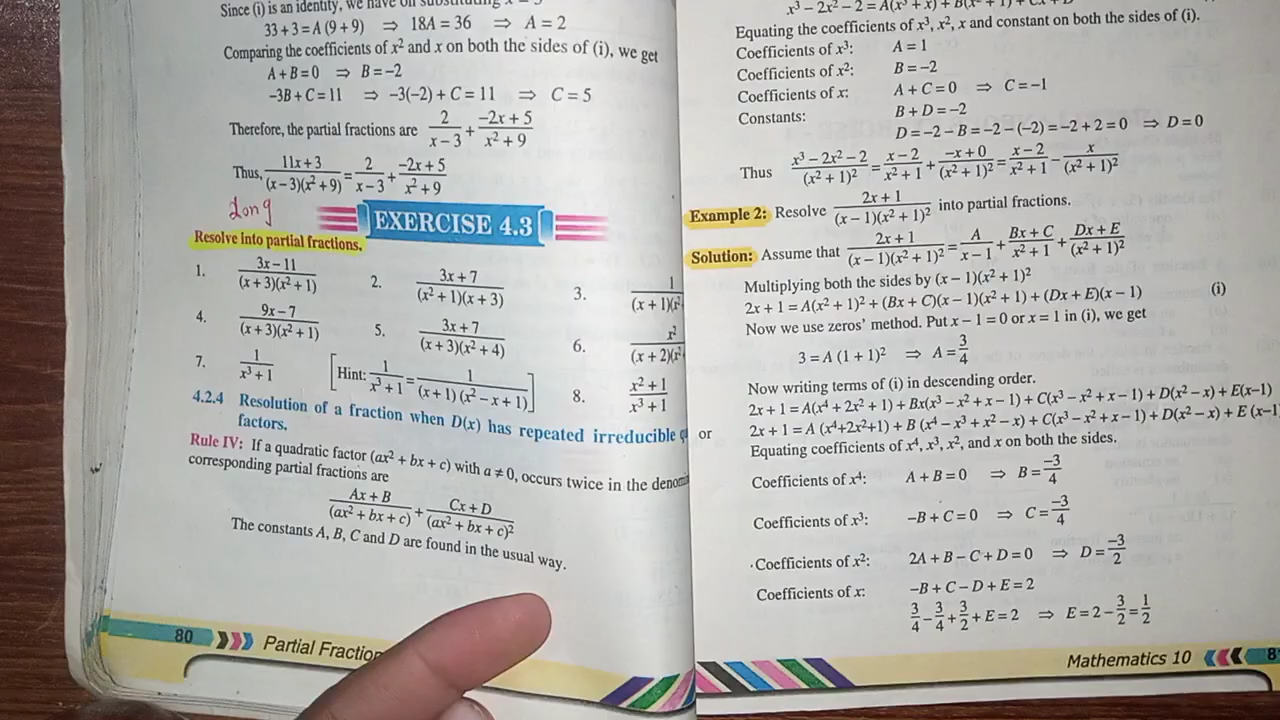 Since (i) is an identity, we have on substituting
33 + 3 = A (9 + 9) ⇒ 18A = 36 ⇒ A = 2
Comparing the coefficients of x² and x on both the sides of (i), we get
A + B = 0 ⇒ B = −2
−3B + C = 11 ⇒ −3(−2) + C = 11 ⇒ C = 5
Therefore, the partial fractions are 2/(x − 3) + (−2x + 5)/(x² + 9)
Thus, (11x + 3)/((x − 3)(x² + 9)) = 2/(x − 3) + (−2x + 5)/(x² + 9)
Long
EXERCISE 4.3
Resolve into partial fractions.
1. (3x − 11)/((x + 3)(x² + 1)) 2. (3x + 7)/((x² + 1)(x + 3)) 3. 1/((x + 1)(x²
4. (9x − 7)/((x + 3)(x² + 1)) 5. (3x + 7)/((x + 3)(x² + 4)) 6. x²/((x + 2)(x²
7. 1/(x³ + 1) [Hint: 1/(x³ + 1) = 1/((x + 1) (x² − x + 1))] 8. (x² + 1)/(x³ + 1)
4.2.4 Resolution of a fraction when D(x) has repeated irreducible
factors.
Rule IV: If a quadratic factor (ax² + bx + c) with a ≠ 0, occurs twice in the
corresponding partial fractions are
(Ax + B)/(ax² + bx + c) + (Cx + D)/(ax² + bx + c)²
The constants A, B, C and D are found in the usual way.
80 Partial
x³ − 2x² − 2 = A(x³ + x) + B(x² + 1) + Cx + D
Equating the coefficients of x³, x², x and constant on both the sides of (i).
Coefficients of x³: A = 1
Coefficients of x²: B = −2
Coefficients of x: A + C = 0 ⇒ C = −1
Constants: B + D = −2
D = −2 − B = −2 − (−2) = −2 + 2 = 0 ⇒ D = 0
Thus (x³ − 2x² − 2)/(x² + 1)² = (x − 2)/(x² + 1) + (−x + 0)/(x² + 1)² = (x − 2)/(x² + 1) − x/(x² + 1)²
Example 2: Resolve (2x + 1)/((x − 1)(x² + 1)²) into partial fractions.
Solution: Assume that (2x + 1)/((x − 1)(x² + 1)²) = A/(x − 1) + (Bx + C)/(x² + 1) + (Dx + E)/(x² + 1)²
Multiplying both the sides by (x − 1)(x² + 1)²
2x + 1 = A(x² + 1)² + (Bx + C)(x − 1)(x² + 1) + (Dx + E)(x − 1) (i)
Now we use zeros' method. Put x − 1 = 0 or x = 1 in (i), we get
3 = A (1 + 1)² ⇒ A = 3/4
Now writing terms of (i) in descending order.
2x + 1 = A(x⁴ + 2x² + 1) + Bx(x³ − x² + x − 1) + C(x³ − x² + x − 1) + D(x² − x) + E(x−1)
or 2x + 1 = A (x⁴+2x²+1) + B (x⁴ − x³ + x² − x) + C(x³ − x² + x − 1) + D(x² − x) + E (x−1
Equating coefficients of x⁴, x³, x², and x on both the sides.
Coefficients of x⁴: A + B = 0 ⇒ B = −3/4
Coefficients of x³: −B + C = 0 ⇒ C = −3/4
Coefficients of x²: 2A + B − C + D = 0 ⇒ D = −3/2
Coefficients of x: −B + C − D + E = 2
3/4 − 3/4 + 3/2 + E = 2 ⇒ E = 2 − 3/2 = 1/2
Mathematics 10